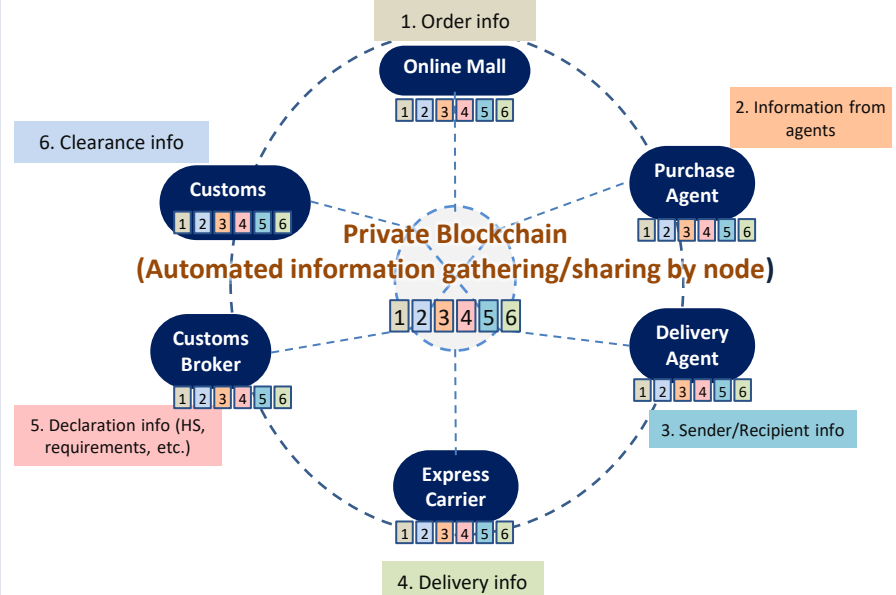 1. Order info
Online Mall
1 2 3 4 5 6
2. Information from
agents
6. Clearance info
Customs
1 2 3 4 5 6
Purchase
Agent
1 2 3 4 5 6
Private Blockchain
(Automated information gathering/sharing by node)
1 2 3 4 5 6
Customs
Broker
1 2 3 4 5 6
Delivery
Agent
1 2 3 4 5 6
5. Declaration info (HS,
requirements, etc.)
3. Sender/Recipient info
Express
Carrier
1 2 3 4 5 6
4. Delivery info